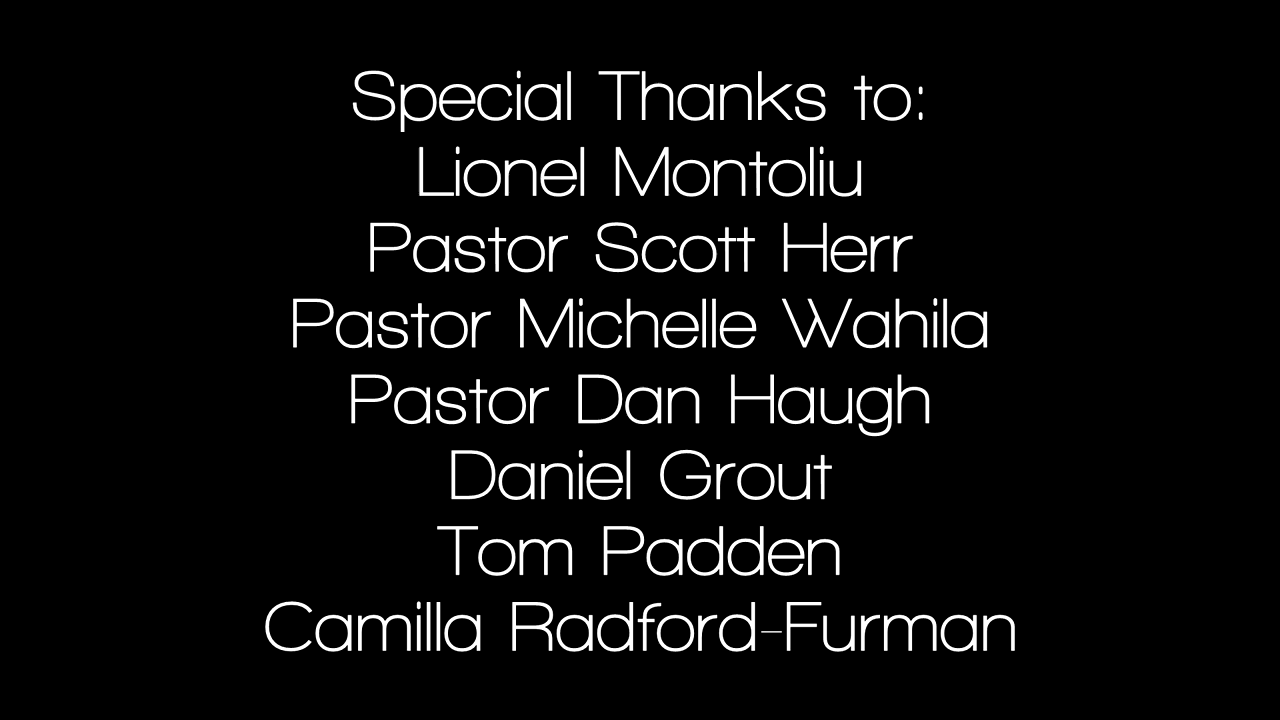 Special Thanks to:
Lionel Montoliu
Pastor Scott Herr
Pastor Michelle Wahila
Pastor Dan Haugh
Daniel Grout
Tom Padden
Camilla Radford-Furman